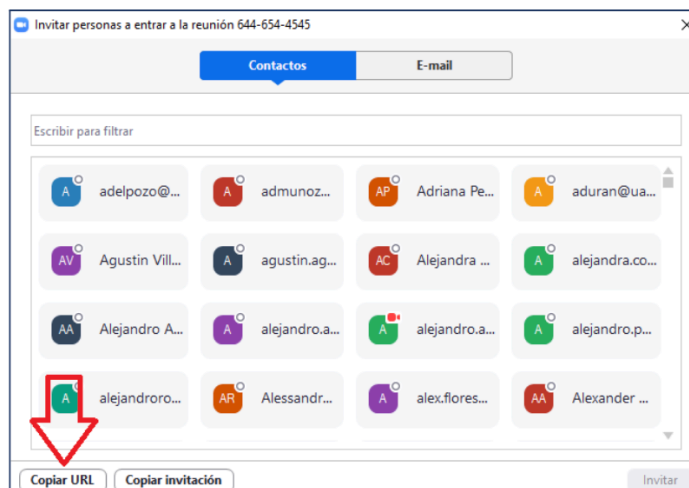 Invitar personas a entrar a la reunión 644-654-4545
Contactos E-mail
Escribir para filtrar
A adelpozo@... A admunoz... AP Adriana Pe... A aduran@ua...
AV Agustin Vill... A agustin.ag... AC Alejandra ... A alejandra.co...
AA Alejandro A... A alejandro.a... A alejandro.a... A alejandro.p...
A alejandroro... AR Alessandr... A alex.flores... AA Alexander ...
Copiar URL Copiar invitación Invitar